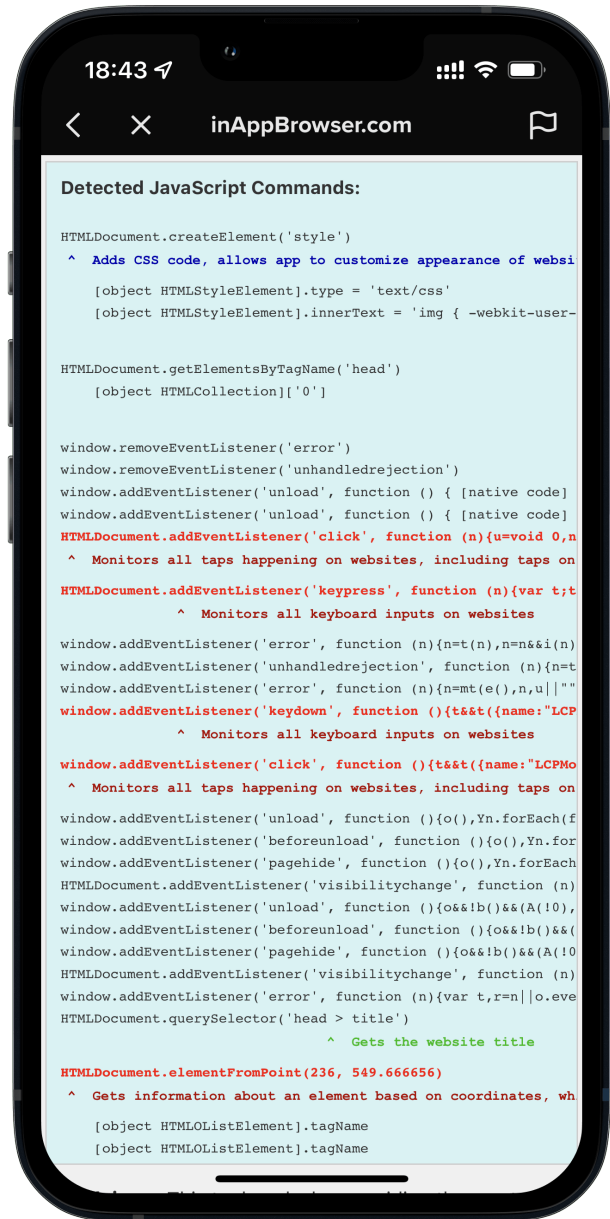 18:43
inAppBrowser.com
Detected JavaScript Commands:
HTMLDocument.createElement('style')
^ Adds CSS code, allows app to customize appearance of websi
[object HTMLStyleElement].type = 'text/css'
[object HTMLStyleElement].innerText = 'img { -webkit-user-
HTMLDocument.getElementsByTagName('head')
[object HTMLCollection]['0']
window.removeEventListener('error')
window.removeEventListener('unhandledrejection')
window.addEventListener('unload', function () { [native code]
window.addEventListener('unload', function () { [native code]
HTMLDocument.addEventListener('click', function (n){u=void 0,n
^ Monitors all taps happening on websites, including taps on
HTMLDocument.addEventListener('keypress', function (n){var t;t
^ Monitors all keyboard inputs on websites
window.addEventListener('error', function (n){n=t(n),n=n&&i(n)
window.addEventListener('unhandledrejection', function (n){n=t
window.addEventListener('error', function (n){n=mt(e(),n,u||""
window.addEventListener('keydown', function (){t&&t({name:"LCP
^ Monitors all keyboard inputs on websites
window.addEventListener('click', function (){t&&t({name:"LCPMo
^ Monitors all taps happening on websites, including taps on
window.addEventListener('unload', function (){o(),Yn.forEach(f
window.addEventListener('beforeunload', function (){o(),Yn.for
window.addEventListener('pagehide', function (){o(),Yn.forEach
HTMLDocument.addEventListener('visibilitychange', function (n)
window.addEventListener('unload', function (){o&&!b()&&(A(!0),
window.addEventListener('beforeunload', function (){o&&!b()&&(
window.addEventListener('pagehide', function (){o&&!b()&&(A(!0
HTMLDocument.addEventListener('visibilitychange', function (n)
window.addEventListener('error', function (n){var t,r=n||o.eve
HTMLDocument.querySelector('head > title')
^ Gets the website title
HTMLDocument.elementFromPoint(236, 549.666656)
^ Gets information about an element based on coordinates, wh
[object HTMLOListElement].tagName
[object HTMLOListElement].tagName